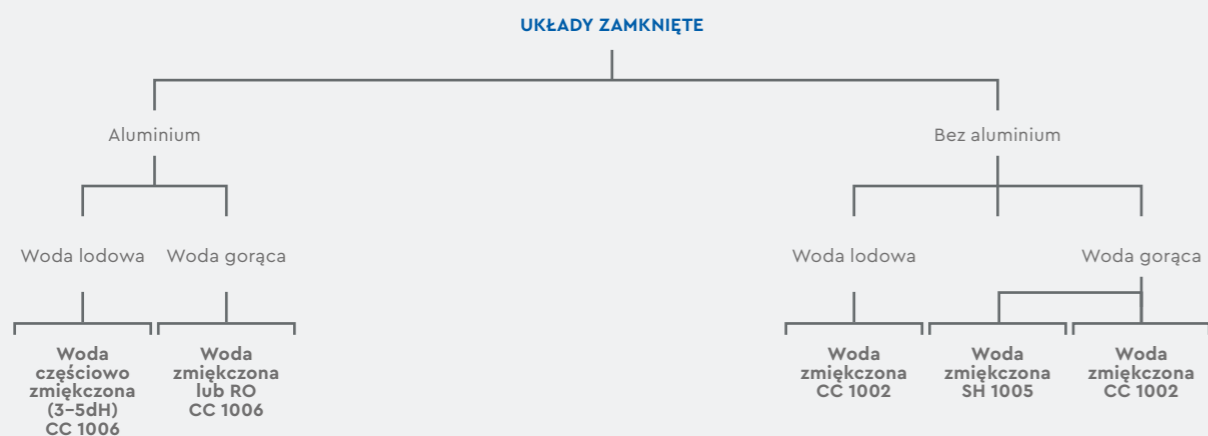 UKŁADY ZAMKNIĘTE
Aluminium
Bez aluminium
Woda lodowa
Woda gorąca
Woda lodowa
Woda gorąca
Woda
częściowo
zmiękczona
(3–5dH)
CC 1006
Woda
zmiękczona
lub RO
CC 1006
Woda
zmiękczona
CC 1002
Woda
zmiękczona
SH 1005
Woda
zmiękczona
CC 1002